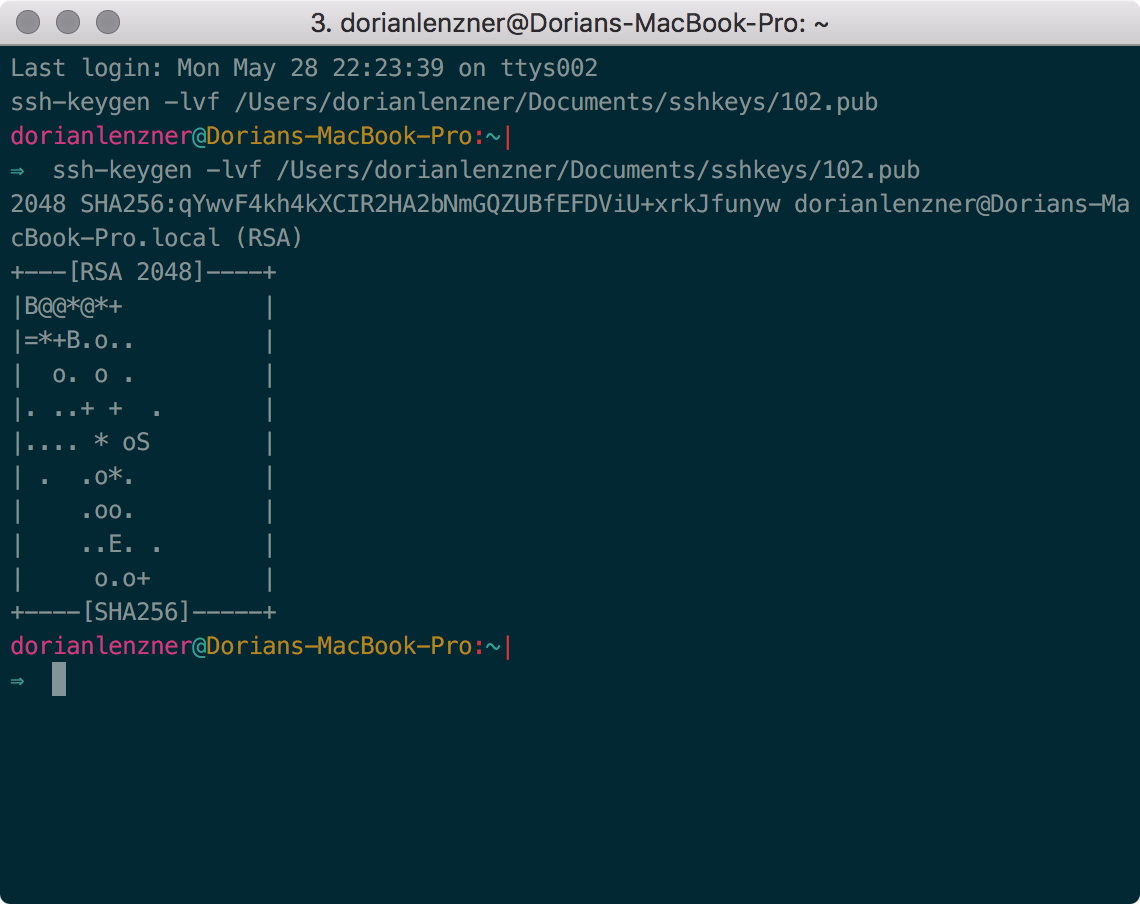 3. dorianlenzner@Dorians-MacBook-Pro: ~
Last login: Mon May 28 22:23:39 on ttys002
ssh-keygen -lvf /Users/dorianlenzner/Documents/sshkeys/102.pub
dorianlenzner@Dorians-MacBook-Pro:~|
⇒  ssh-keygen -lvf /Users/dorianlenzner/Documents/sshkeys/102.pub
2048 SHA256:qYwvF4kh4kXCIR2HA2bNmGQZUBfEFDViU+xrkJfunyw dorianlenzner@Dorians-Ma
cBook-Pro.local (RSA)
+---[RSA 2048]----+
|B@@*@*+          |
|=*+B.o..         |
|  o. o .         |
|. ..+ +  .       |
|.... * oS        |
| .  .o*.         |
|    .oo.         |
|    ..E. .       |
|     o.o+        |
+----[SHA256]-----+
dorianlenzner@Dorians-MacBook-Pro:~|
⇒